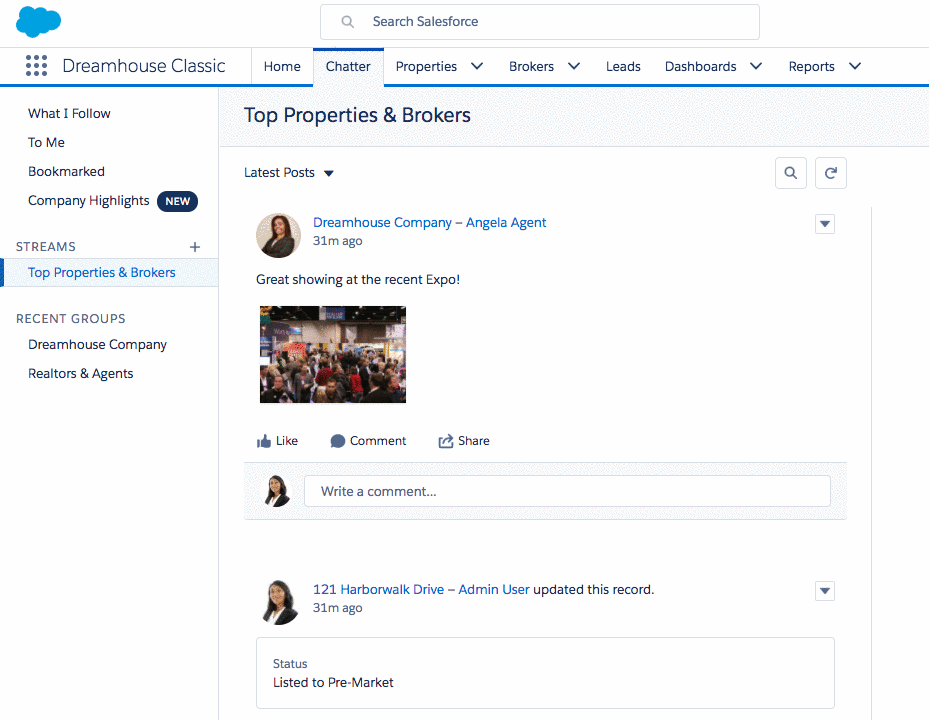 Search Salesforce
Dreamhouse Classic
Home
Chatter
Properties
Brokers
Leads
Dashboards
Reports
What I Follow
To Me
Bookmarked
Company Highlights NEW
STREAMS +
Top Properties & Brokers
RECENT GROUPS
Dreamhouse Company
Realtors & Agents
Top Properties & Brokers
Latest Posts
Dreamhouse Company – Angela Agent
31m ago
Great showing at the recent Expo!
Like
Comment
Share
Write a comment...
121 Harborwalk Drive – Admin User updated this record.
31m ago
Status
Listed to Pre-Market